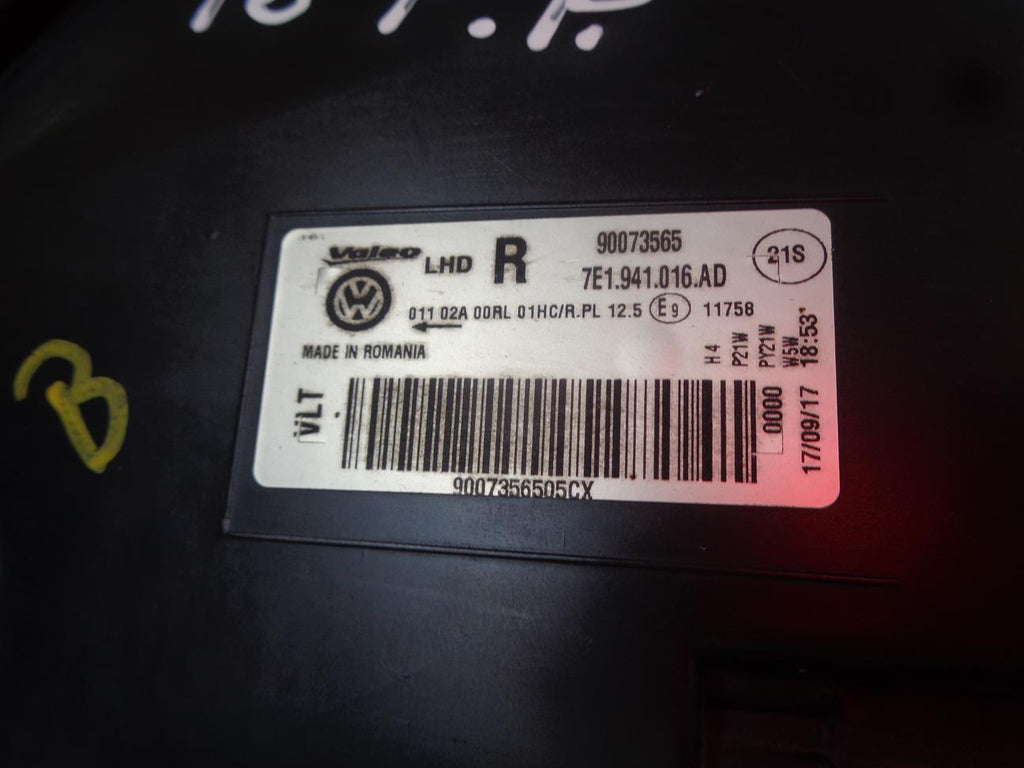 Valeo LHD R 90073565 21S
7E1.941.016.AD
011 02A 00RL 01HC/R.PL 12.5 E9 11758
MADE IN ROMANIA
H4
P21W
PY21W
W5W
17/09/17 18:53
VLT
0000
9007356505CX
B